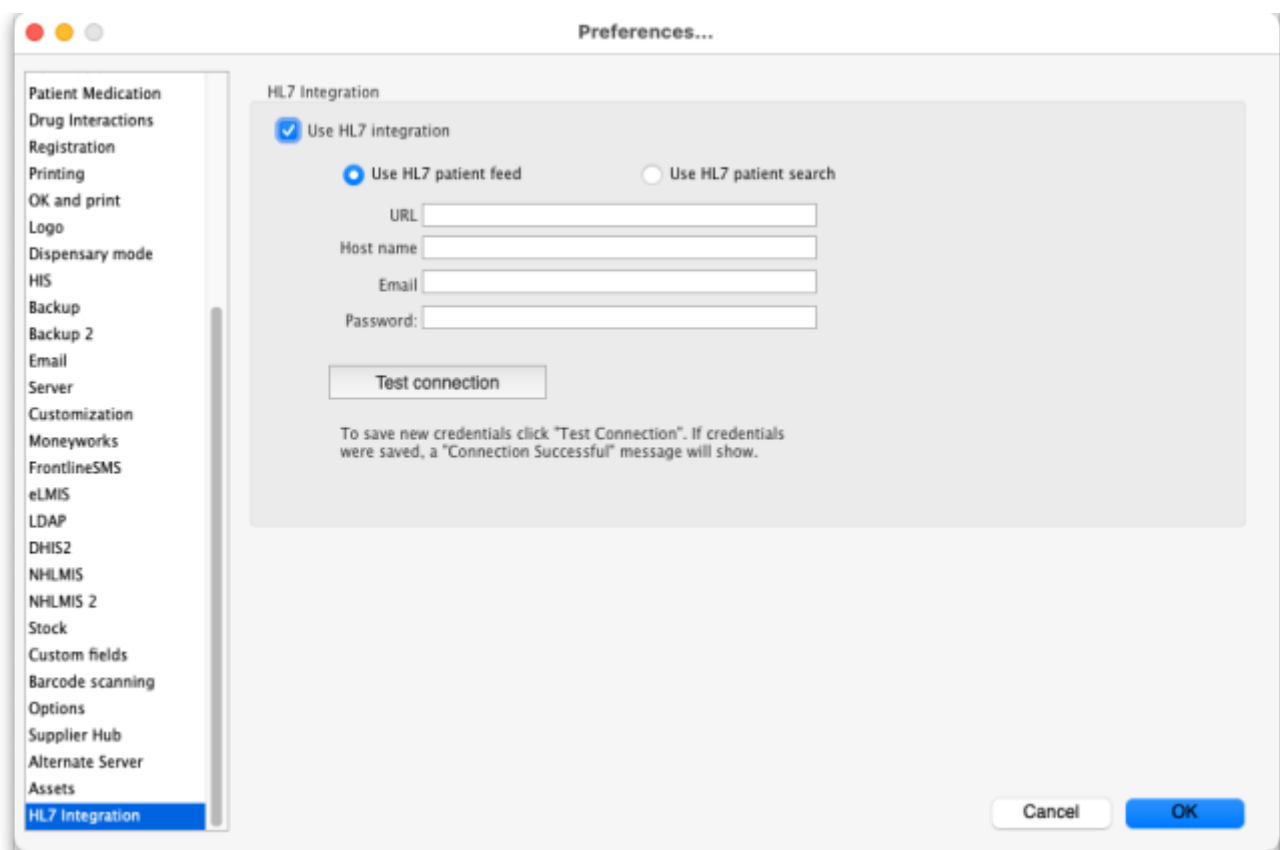 Preferences...
Patient Medication
Drug Interactions
Registration
Printing
OK and print
Logo
Dispensary mode
HIS
Backup
Backup 2
Email
Server
Customization
Moneyworks
FrontlineSMS
eLMIS
LDAP
DHIS2
NHLMIS
NHLMIS 2
Stock
Custom fields
Barcode scanning
Options
Supplier Hub
Alternate Server
Assets
HL7 Integration
HL7 Integration
Use HL7 integration
Use HL7 patient feed Use HL7 patient search
URL
Host name
Email
Password:
Test connection
To save new credentials click "Test Connection". If credentials
were saved, a "Connection Successful" message will show.
Cancel OK